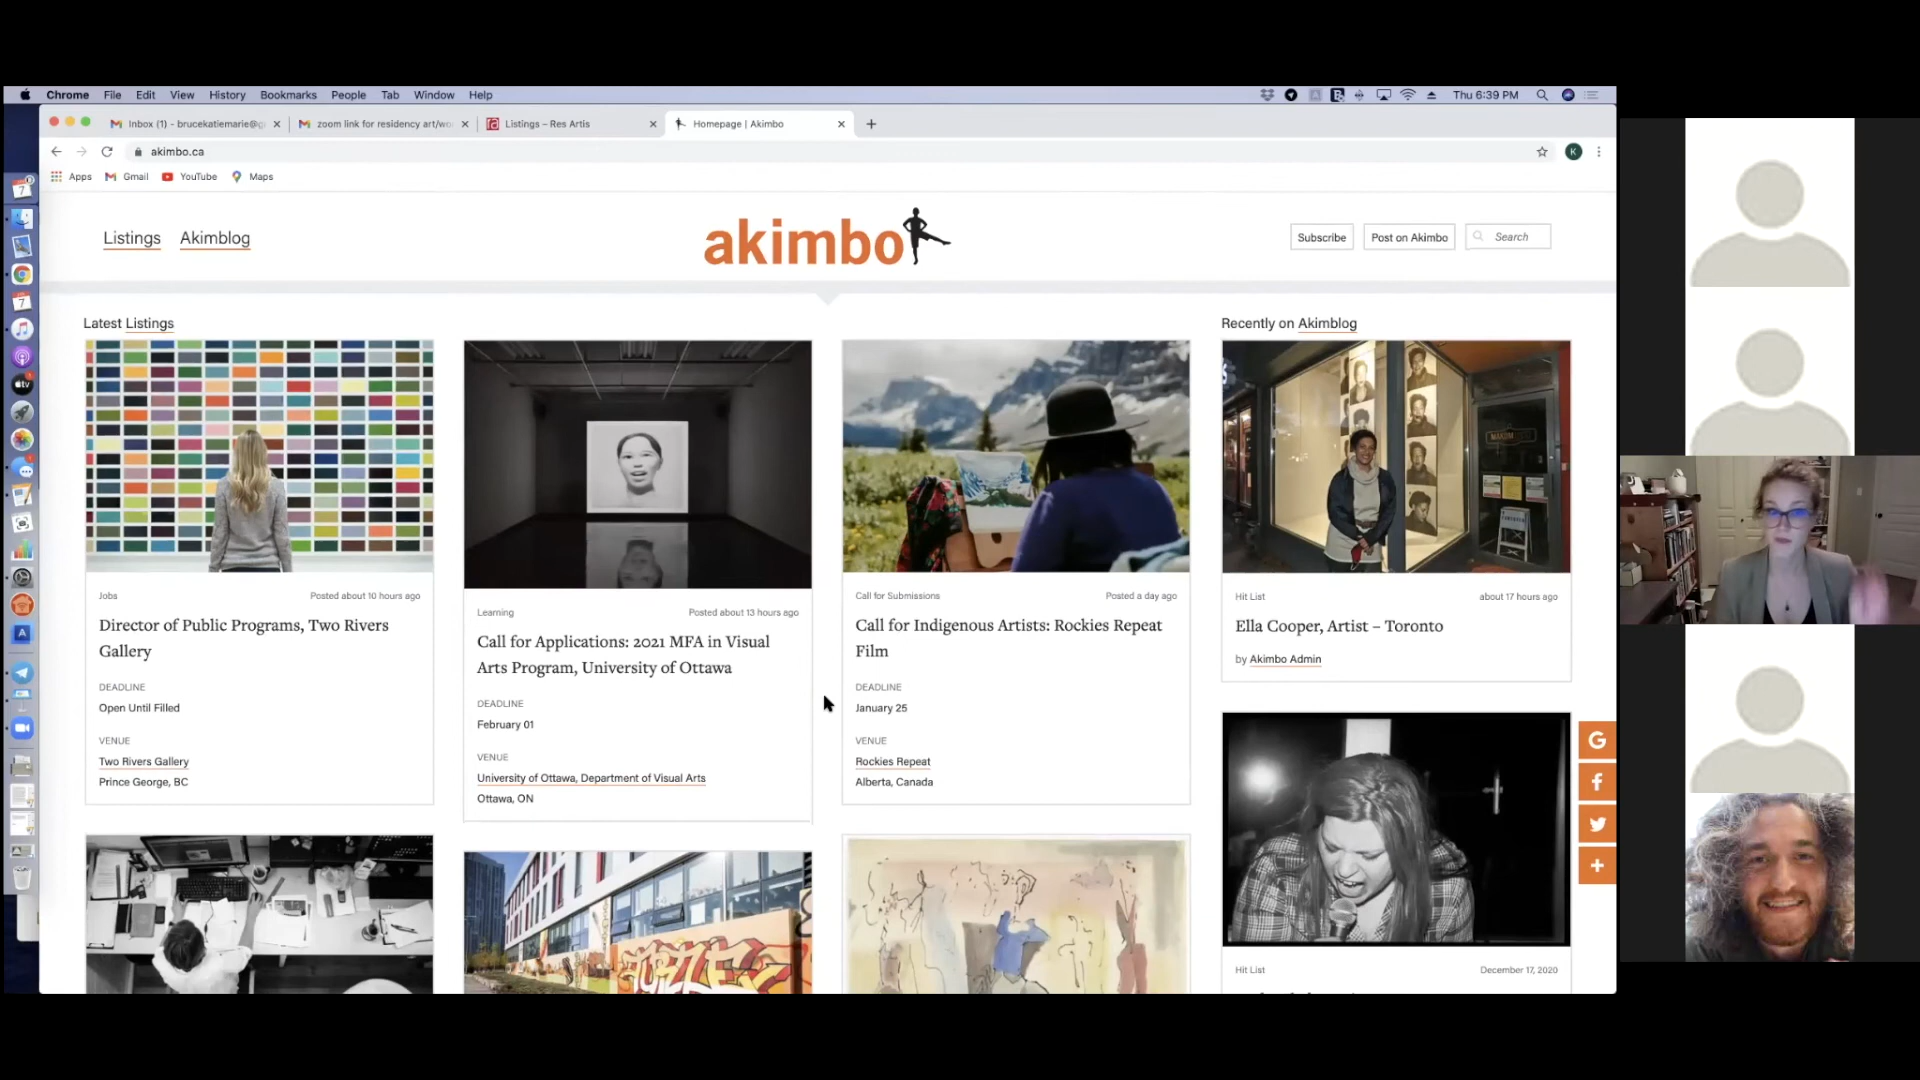 Chrome File Edit View History Bookmarks People Tab Window Help
Thu 6:39 PM
Inbox (1) - brucekatiemarie@g
zoom link for residency art/wo
Listings – Res Artis
Homepage | Akimbo
akimbo.ca
K
Apps Gmail YouTube Maps
Listings Akimblog
akimbo
Subscribe Post on Akimbo Search
Latest Listings
Recently on Akimblog
Jobs Posted about 10 hours ago
Director of Public Programs, Two Rivers
Gallery
DEADLINE
Open Until Filled
VENUE
Two Rivers Gallery
Prince George, BC
Learning Posted about 13 hours ago
Call for Applications: 2021 MFA in Visual
Arts Program, University of Ottawa
DEADLINE
February 01
VENUE
University of Ottawa, Department of Visual Arts
Ottawa, ON
Call for Submissions Posted a day ago
Call for Indigenous Artists: Rockies Repeat
Film
DEADLINE
January 25
VENUE
Rockies Repeat
Alberta, Canada
Hit List about 17 hours ago
Ella Cooper, Artist – Toronto
by Akimbo Admin
Hit List December 17, 2020